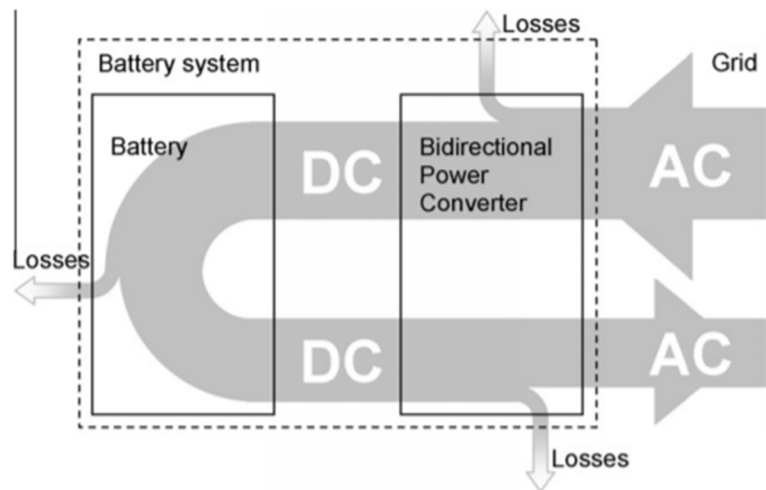 Losses
Battery system
Grid
Battery
DC
Bidirectional
Power
Converter
AC
Losses
DC
AC
Losses